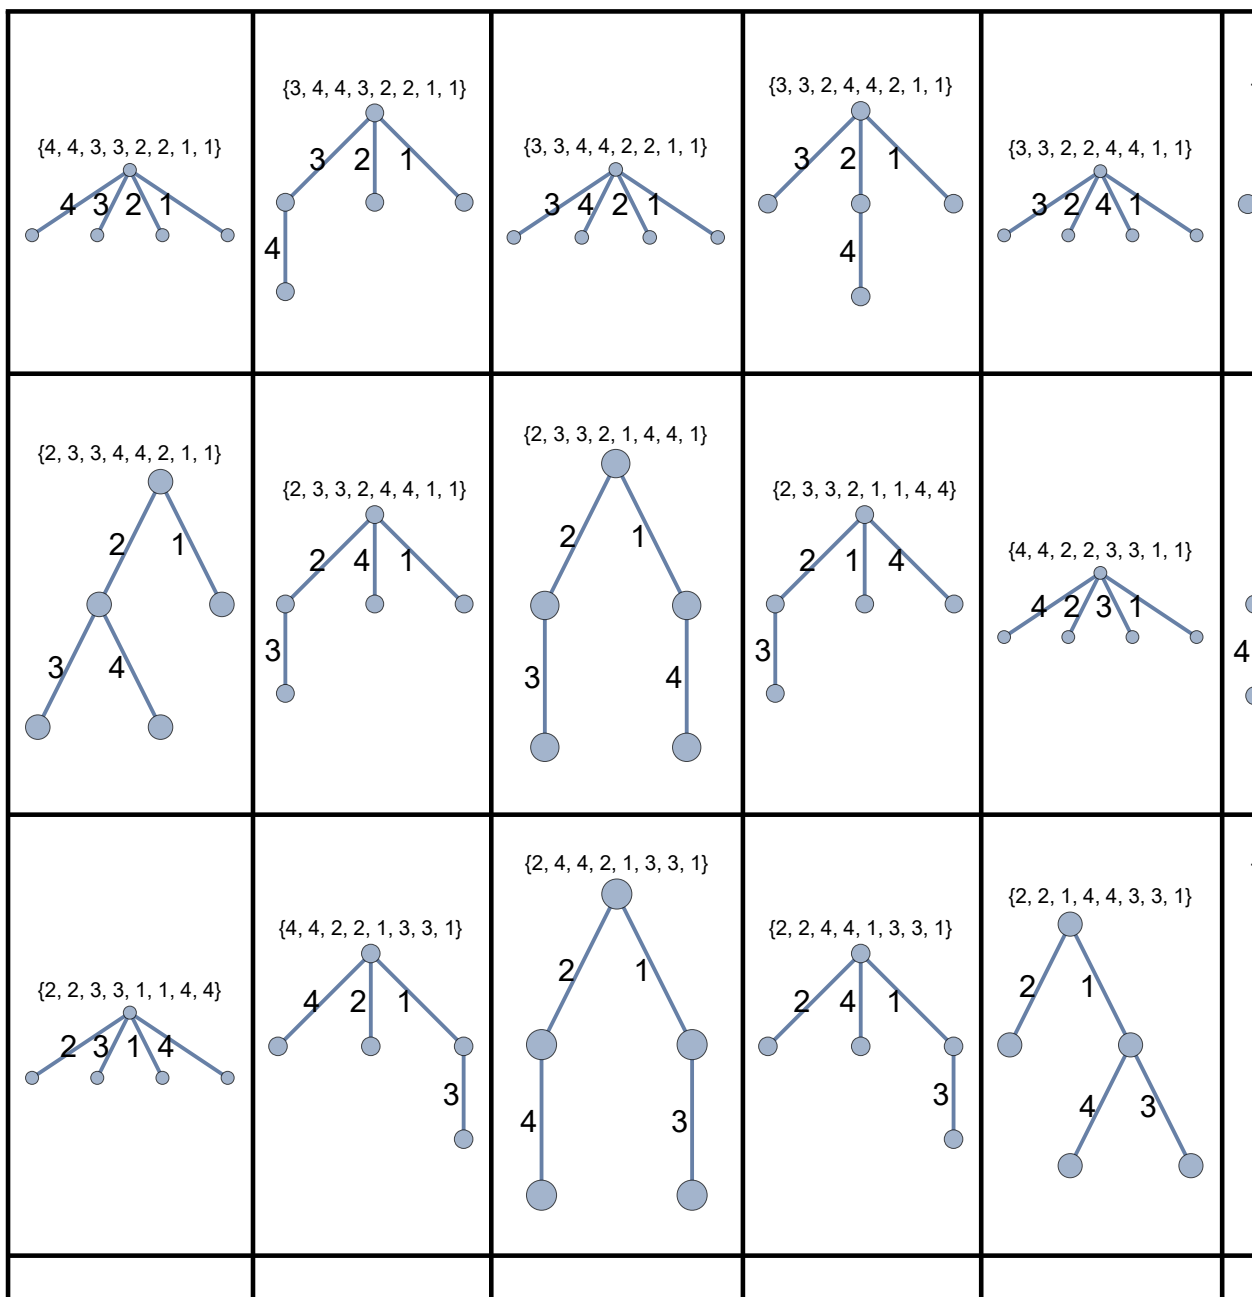 {4, 4, 3, 3, 2, 2, 1, 1}
4 3 2 1
{3, 4, 4, 3, 2, 2, 1, 1}
3 2 1
4
{3, 3, 4, 4, 2, 2, 1, 1}
3 4 2 1
{3, 3, 2, 4, 4, 2, 1, 1}
3 2 1
4
{3, 3, 2, 2, 4, 4, 1, 1}
3 2 4 1
{2, 3, 3, 4, 4, 2, 1, 1}
2 1
3 4
{2, 3, 3, 2, 4, 4, 1, 1}
2 4 1
3
{2, 3, 3, 2, 1, 4, 4, 1}
2 1
3 4
{2, 3, 3, 2, 1, 1, 4, 4}
2 1 4
3
{4, 4, 2, 2, 3, 3, 1, 1}
4 2 3 1
4
{2, 2, 3, 3, 1, 1, 4, 4}
2 3 1 4
{4, 4, 2, 2, 1, 3, 3, 1}
4 2 1
3
{2, 4, 4, 2, 1, 3, 3, 1}
2 1
4 3
{2, 2, 4, 4, 1, 3, 3, 1}
2 4 1
3
{2, 2, 1, 4, 4, 3, 3, 1}
2 1
4 3